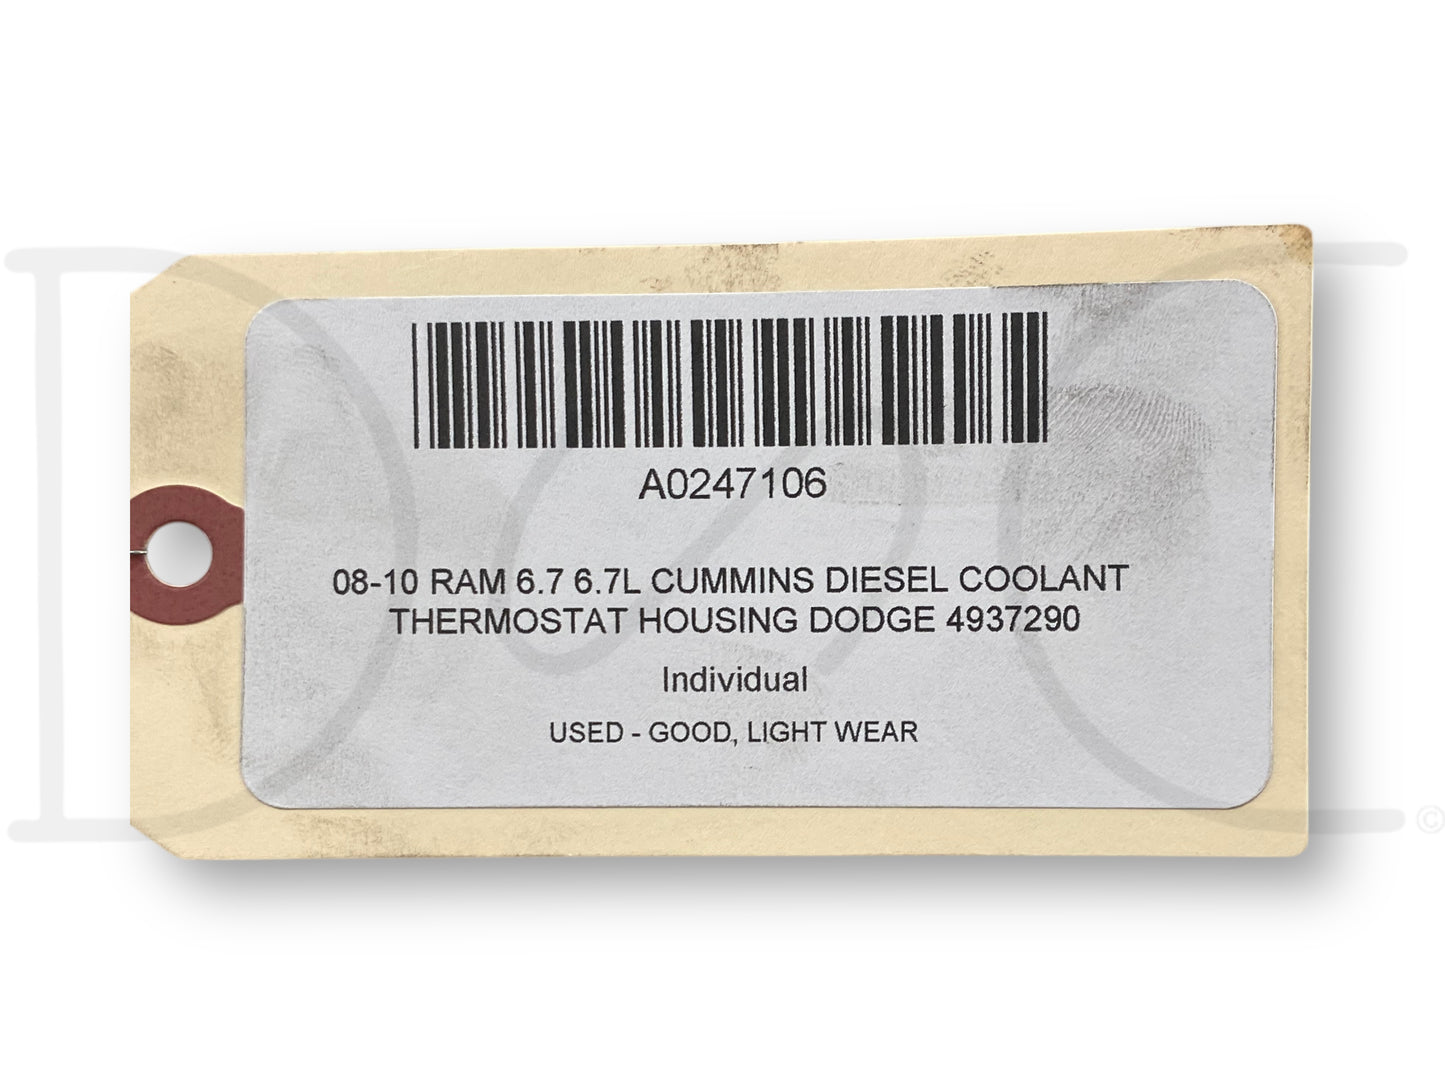 A0247106
08-10 RAM 6.7 6.7L CUMMINS DIESEL COOLANT
THERMOSTAT HOUSING DODGE 4937290
Individual
USED - GOOD, LIGHT WEAR
©